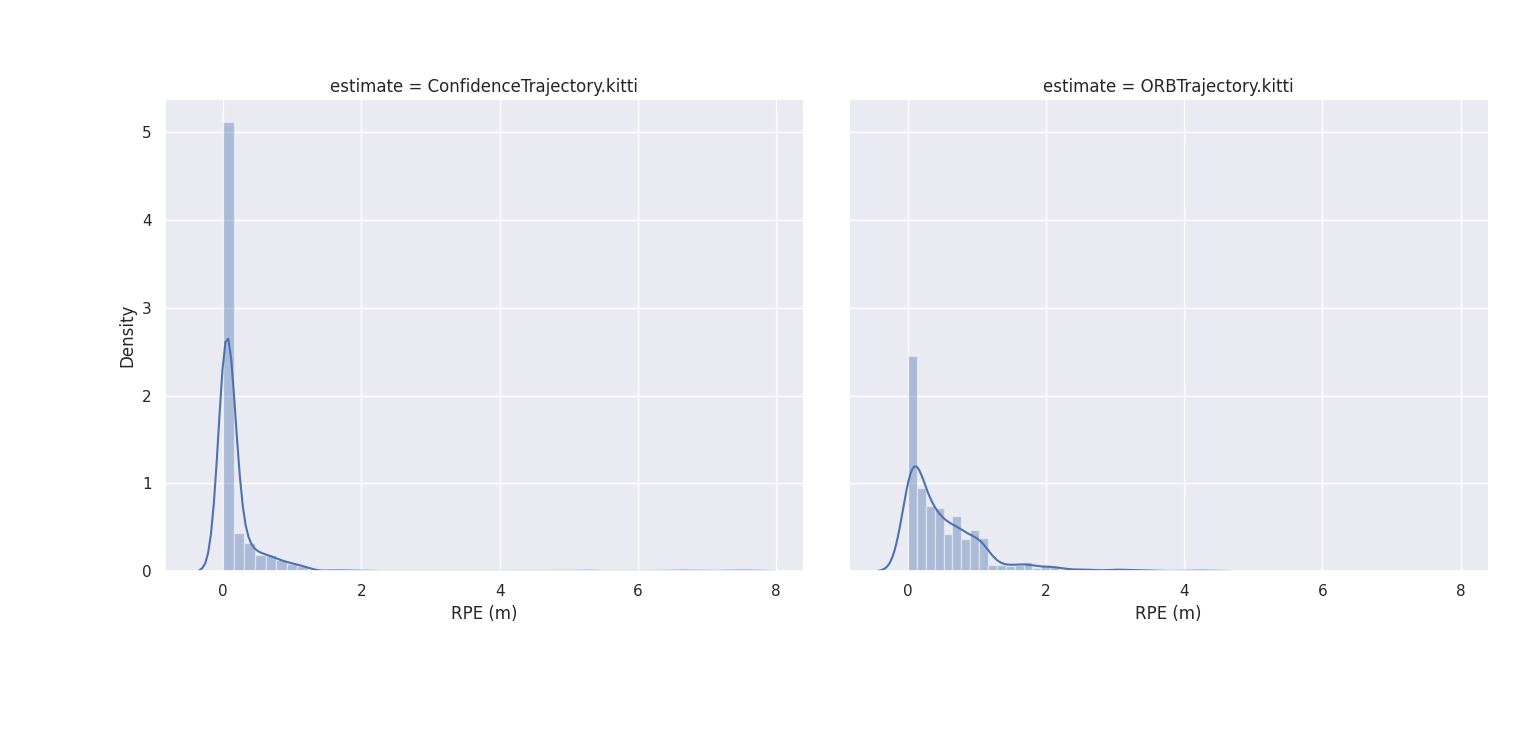 estimate = ConfidenceTrajectory.kitti
estimate = ORBTrajectory.kitti
Density
5
4
3
2
1
0
0 2 4 6 8
0 2 4 6 8
RPE (m)
RPE (m)